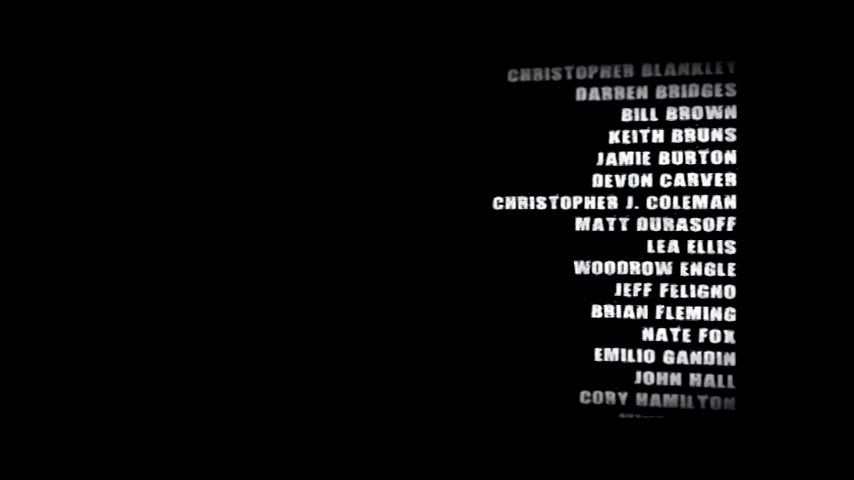 CHRISTOPHER BLANKLEY
DARREN BRIDGES
BILL BROWN
KEITH BRUNS
JAMIE BURTON
DEVON CARVER
CHRISTOPHER J. COLEMAN
MATT DURASOFF
LEA ELLIS
WOODROW ENGLE
JEFF FELIGNO
BRIAN FLEMING
NATE FOX
EMILIO GANDIN
JOHN HALL
CORY HAMILTON